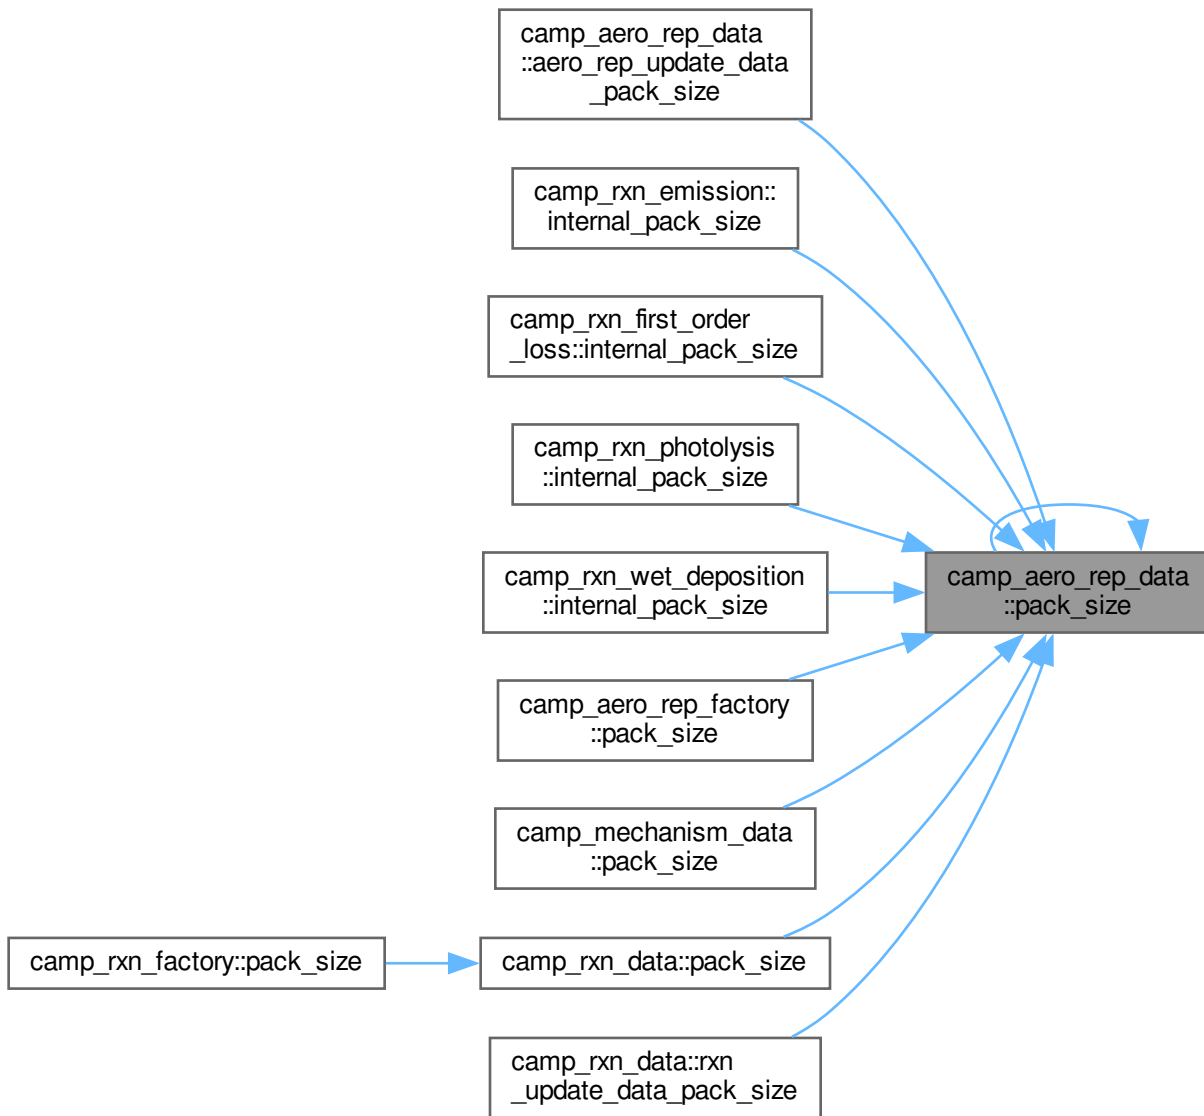 camp_aero_rep_data
::aero_rep_update_data
_pack_size
camp_rxn_emission::
internal_pack_size
camp_rxn_first_order
_loss::internal_pack_size
camp_rxn_photolysis
::internal_pack_size
camp_rxn_wet_deposition
::internal_pack_size
camp_aero_rep_data
::pack_size
camp_aero_rep_factory
::pack_size
camp_mechanism_data
::pack_size
camp_rxn_factory::pack_size
camp_rxn_data::pack_size
camp_rxn_data::rxn
_update_data_pack_size